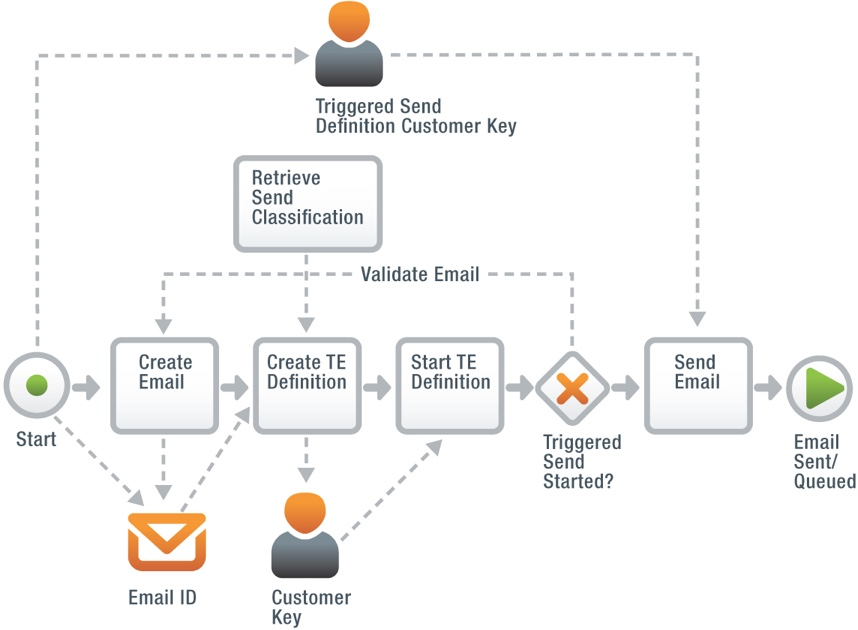 Triggered Send
Definition Customer Key
Retrieve
Send
Classification
Validate Email
Create
Email
Create TE
Definition
Start TE
Definition
Send
Email
Start
Triggered
Send
Started?
Email
Sent/
Queued
Email ID
Customer
Key